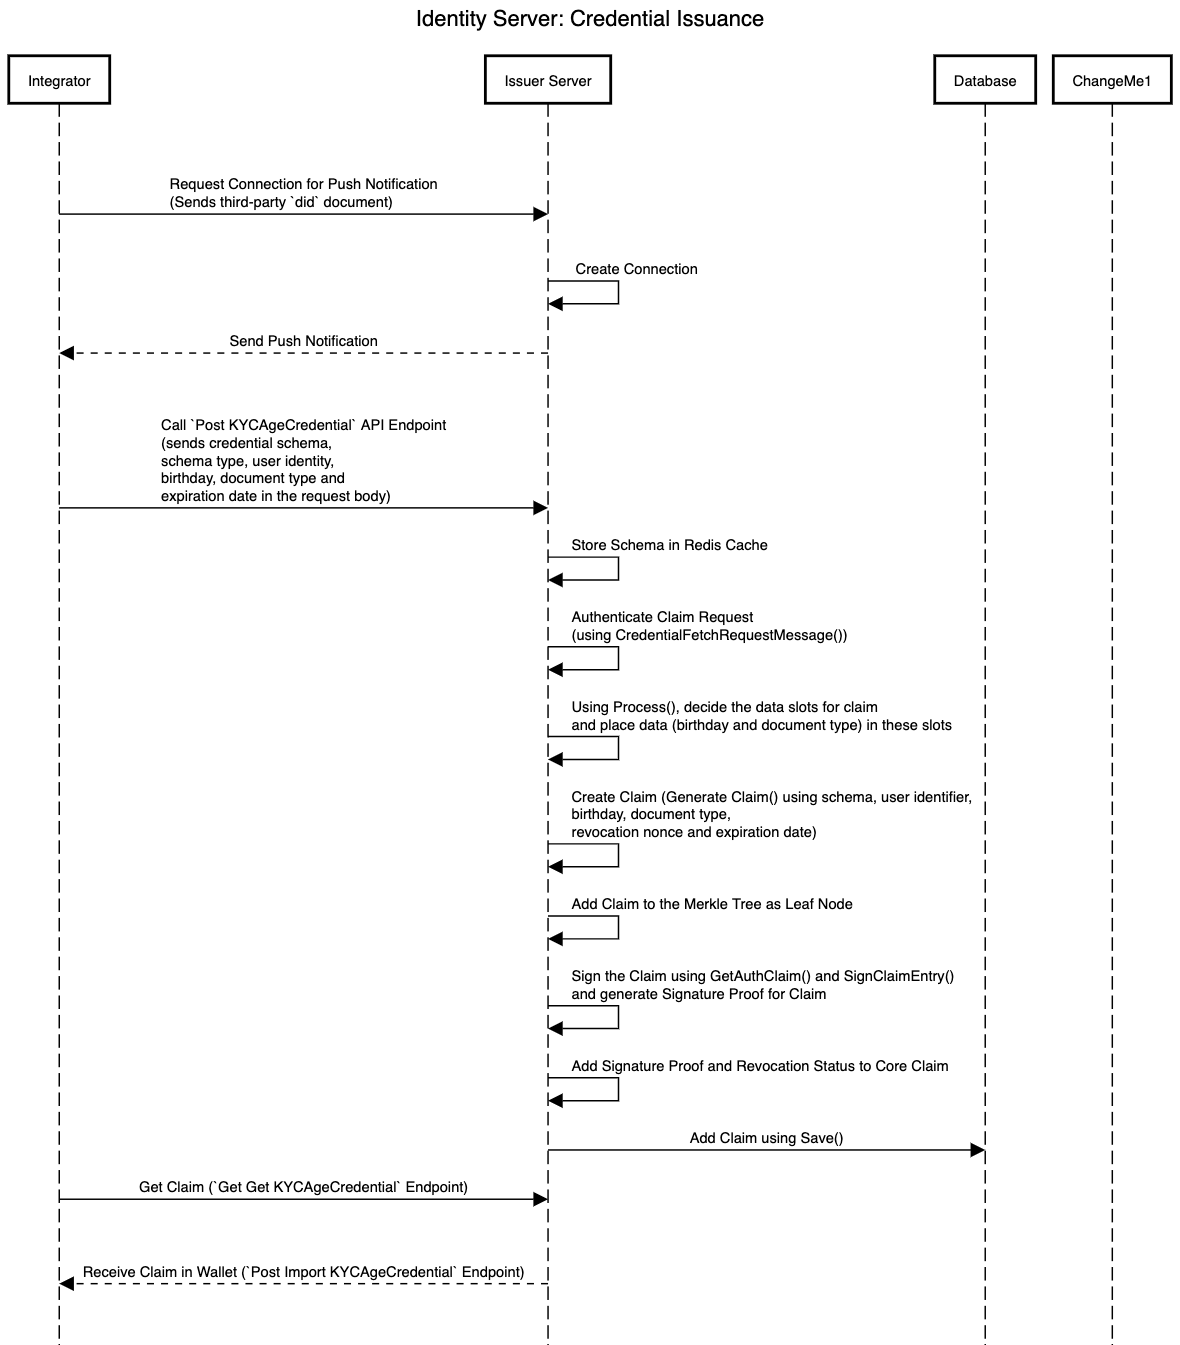 Identity Server: Credential Issuance
Integrator
Issuer Server
Database
ChangeMe1
Request Connection for Push Notification
(Sends third-party `did` document)
Create Connection
Send Push Notification
Call `Post KYCAgeCredential` API Endpoint
(sends credential schema,
schema type, user identity,
birthday, document type and
expiration date in the request body)
Store Schema in Redis Cache
Authenticate Claim Request
(using CredentialFetchRequestMessage())
Using Process(), decide the data slots for claim
and place data (birthday and document type) in these slots
Create Claim (Generate Claim() using schema, user identifier,
birthday, document type,
revocation nonce and expiration date)
Add Claim to the Merkle Tree as Leaf Node
Sign the Claim using GetAuthClaim() and SignClaimEntry()
and generate Signature Proof for Claim
Add Signature Proof and Revocation Status to Core Claim
Add Claim using Save()
Get Claim (`Get Get KYCAgeCredential` Endpoint)
Receive Claim in Wallet (`Post Import KYCAgeCredential` Endpoint)